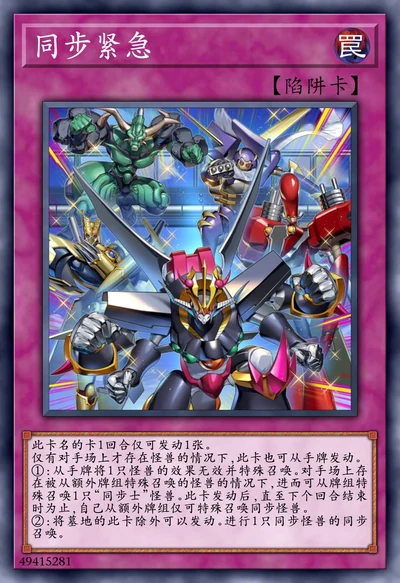 同步紧急
罠
【陷阱卡】
此卡名的卡1回合仅可发动1张。
仅有对手场上才存在怪兽的情况下,此卡也可从手牌发动。
①:从手牌将1只怪兽的效果无效并特殊召唤。对手场上存
在被从额外牌组特殊召唤的怪兽的情况下,进而可从牌组特
殊召唤1只“同步士”怪兽。此卡发动后,直至下个回合结束
时为止,自己从额外牌组仅可特殊召唤同步怪兽。
②:将墓地的此卡除外可以发动。进行1只同步怪兽的同步
召唤。
49415281